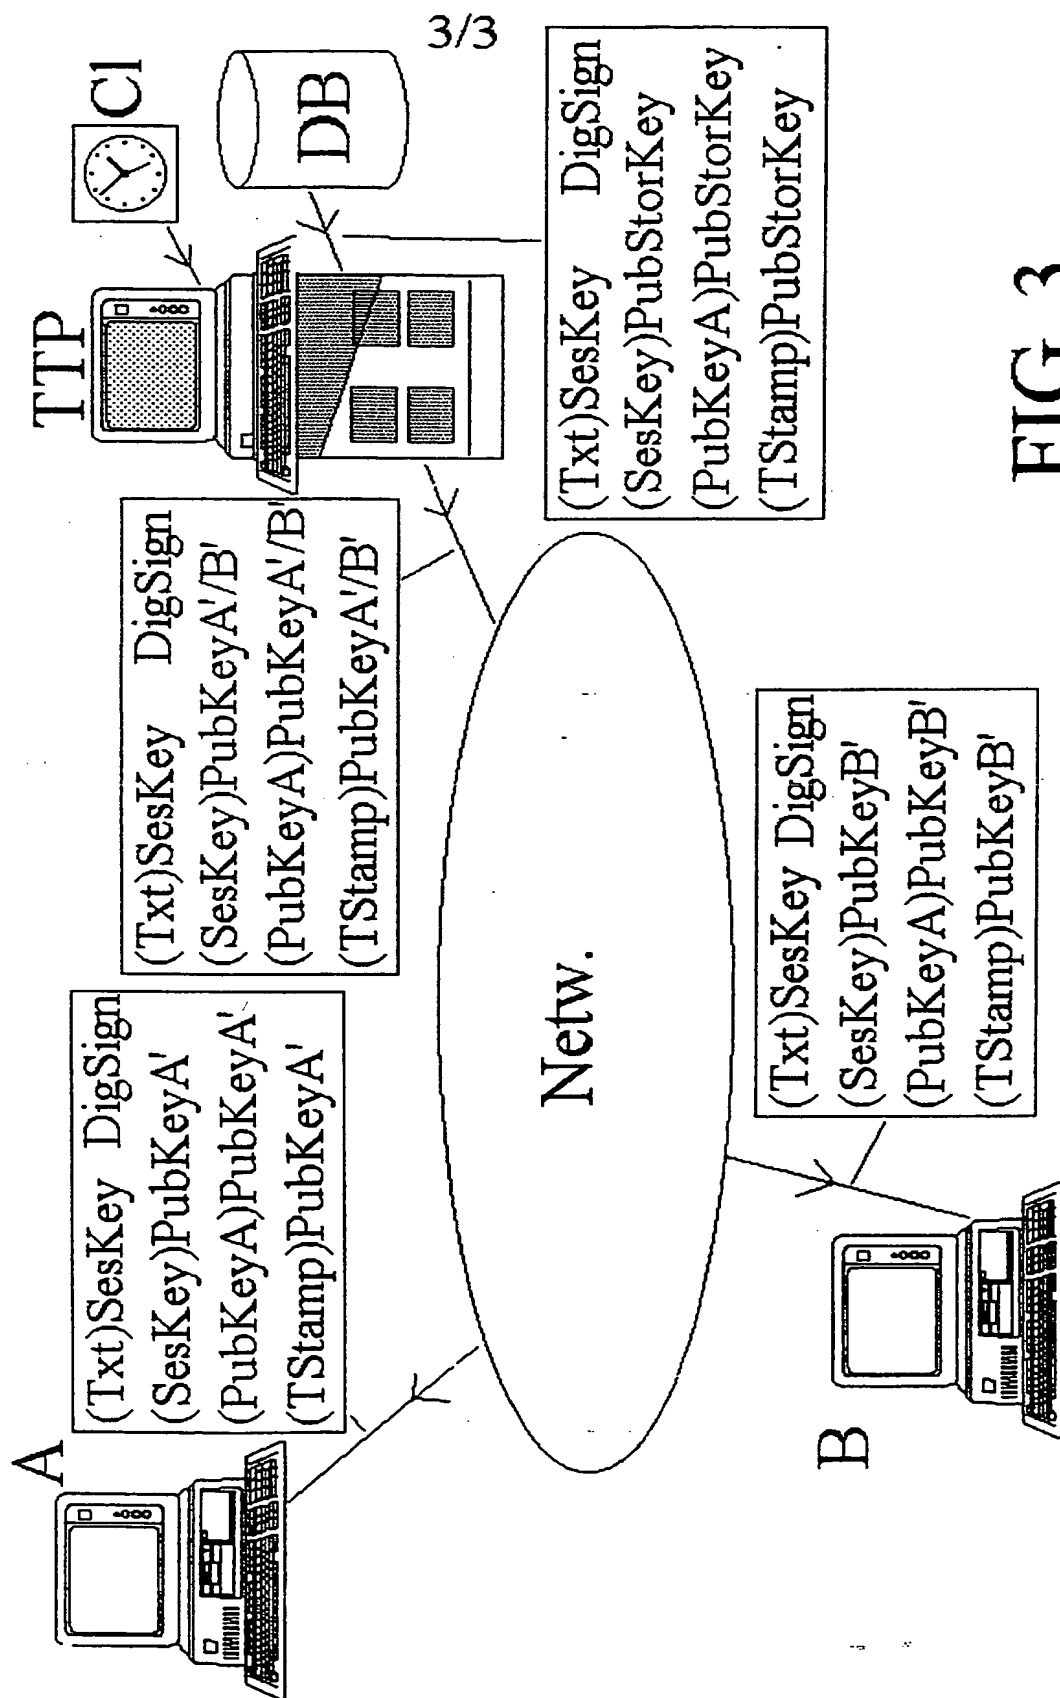 3/3
A
(Txt)SesKey DigSign
(SesKey)PubKeyA'
(PubKeyA)PubKeyA'
(TStamp)PubKeyA'
TTP
Cl
DB
(Txt)SesKey DigSign
(SesKey)PubKeyA'/B'
(PubKeyA)PubKeyA'/B'
(TStamp)PubKeyA'/B'
(Txt)SesKey DigSign
(SesKey)PubStorKey
(PubKeyA)PubStorKey
(TStamp)PubStorKey
Netw.
B
(Txt)SesKey DigSign
(SesKey)PubKeyB'
(PubKeyA)PubKeyB'
(TStamp)PubKeyB'
FIG 3